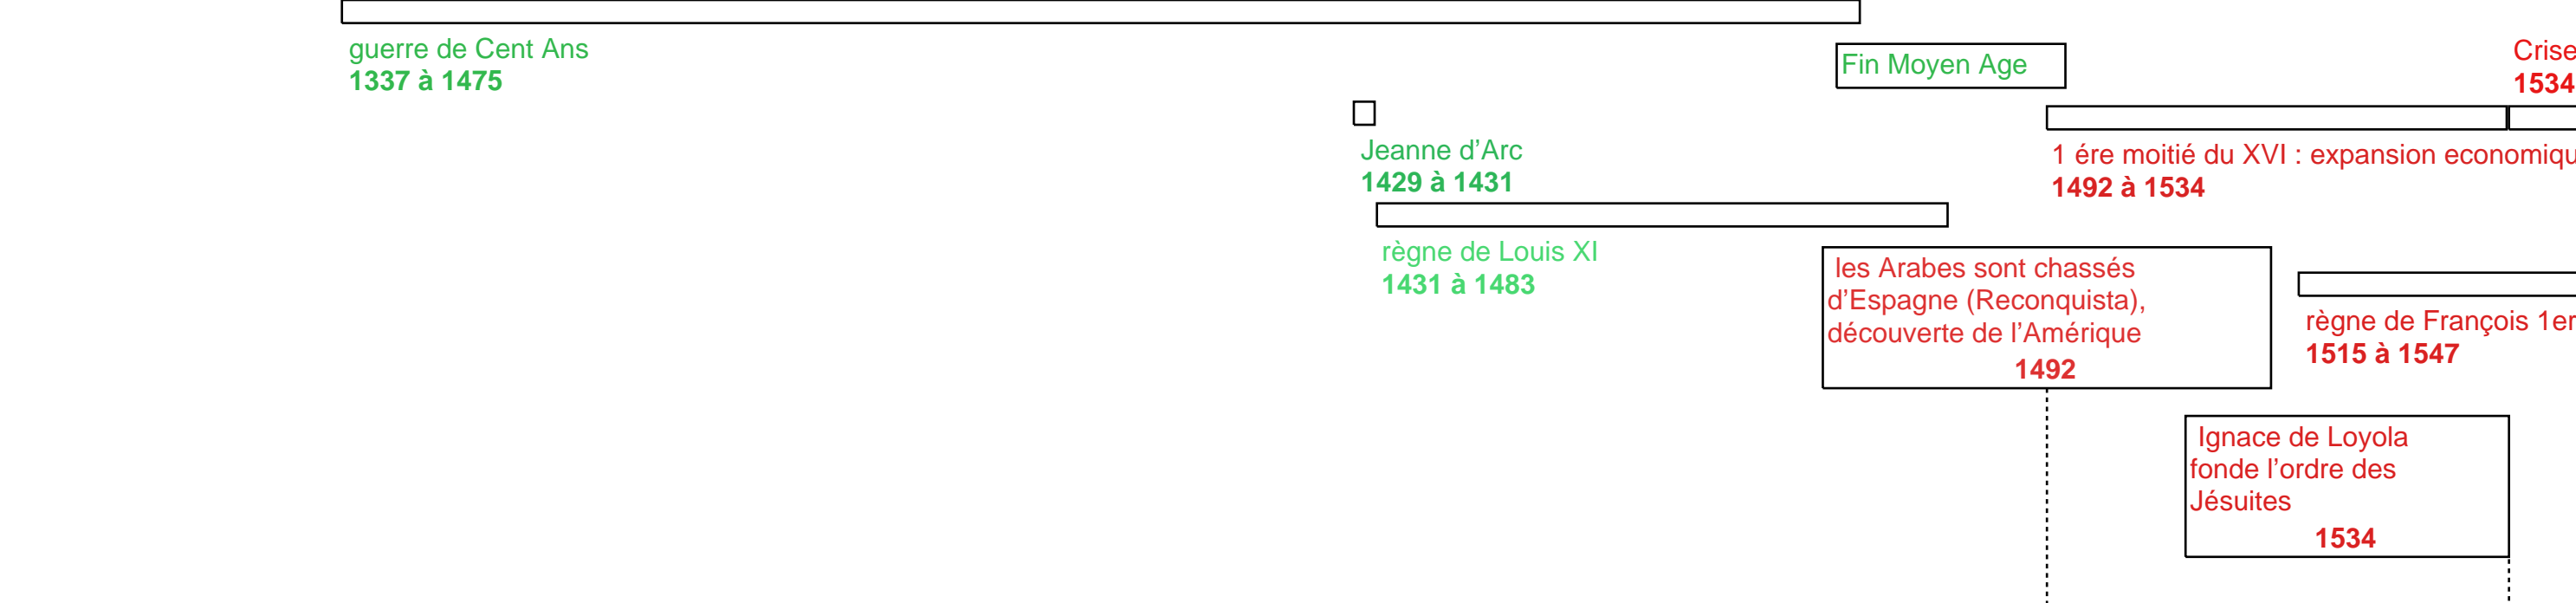 guerre de Cent Ans
1337 à 1475
Fin Moyen Age
Crise
1534
Jeanne d’Arc
1429 à 1431
1 ére moitié du XVI : expansion economiqu
1492 à 1534
règne de Louis XI
1431 à 1483
les Arabes sont chassés
d’Espagne (Reconquista),
découverte de l’Amérique
1492
règne de François 1er
1515 à 1547
Ignace de Loyola
fonde l’ordre des
Jésuites
1534